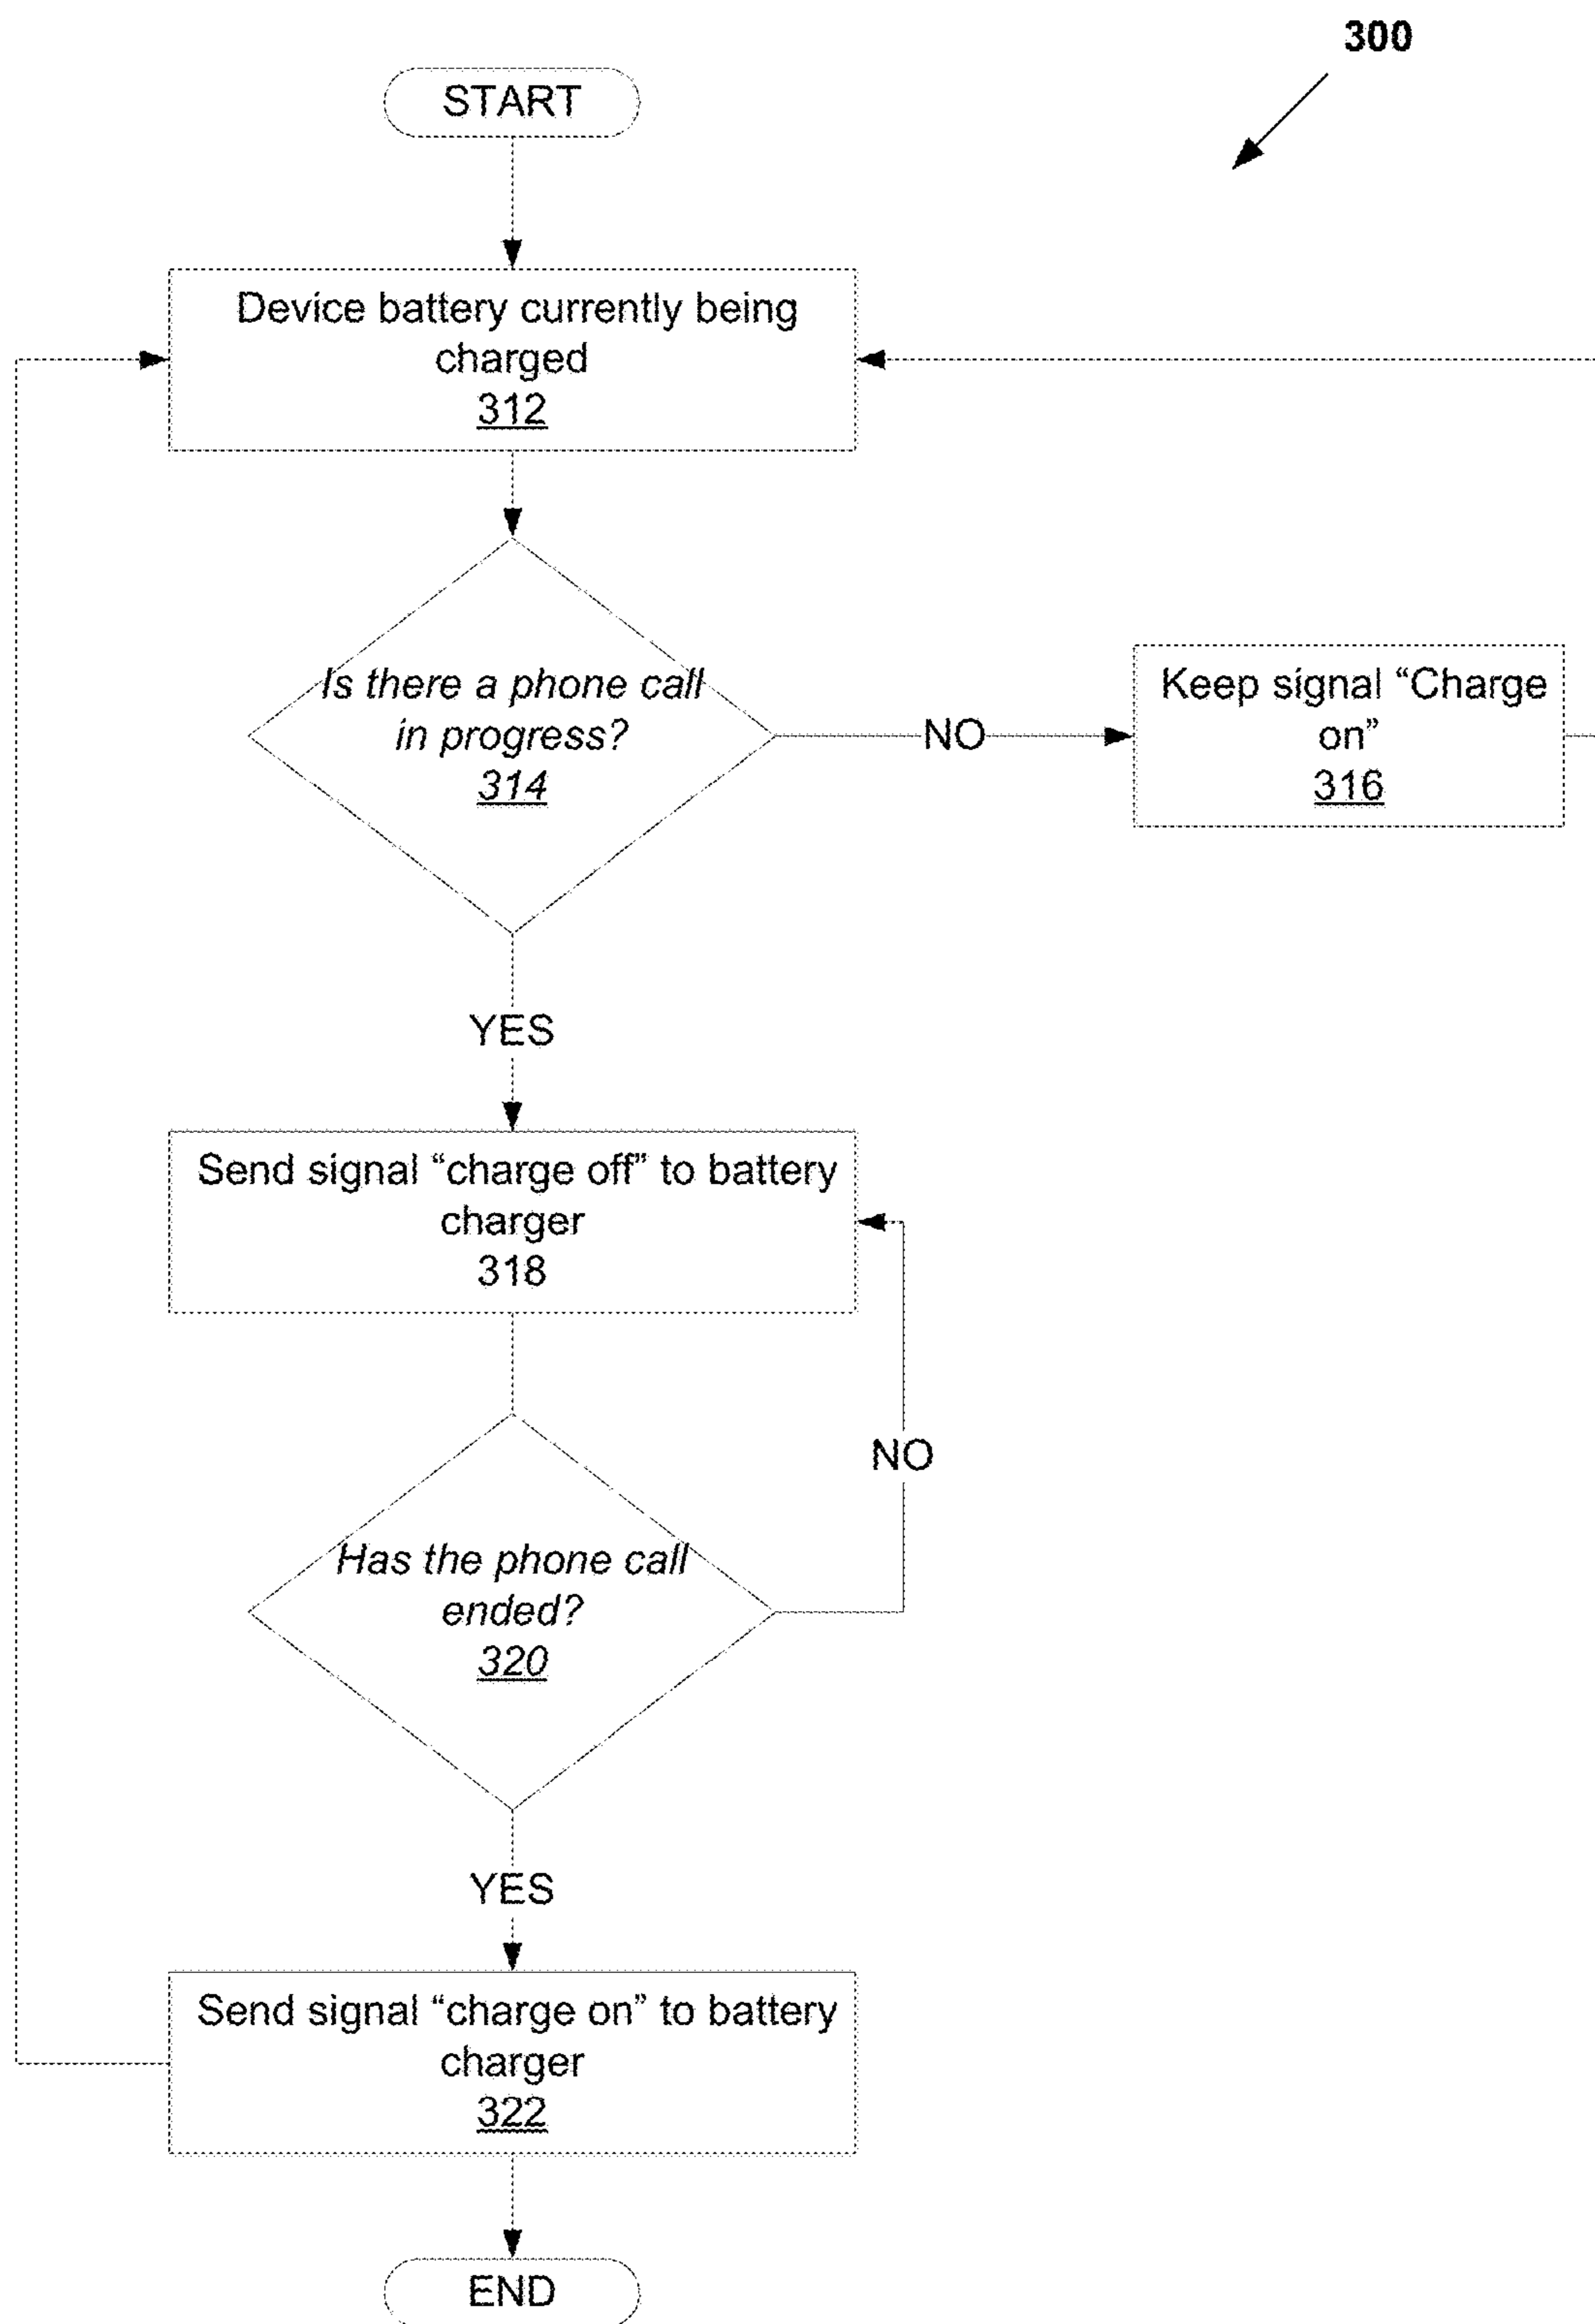 300
START
Device battery currently being
charged
312
Is there a phone call
in progress?
314
NO
Keep signal “Charge
on”
316
YES
Send signal “charge off” to battery
charger
318
NO
Has the phone call
ended?
320
YES
Send signal “charge on” to battery
charger
322
END